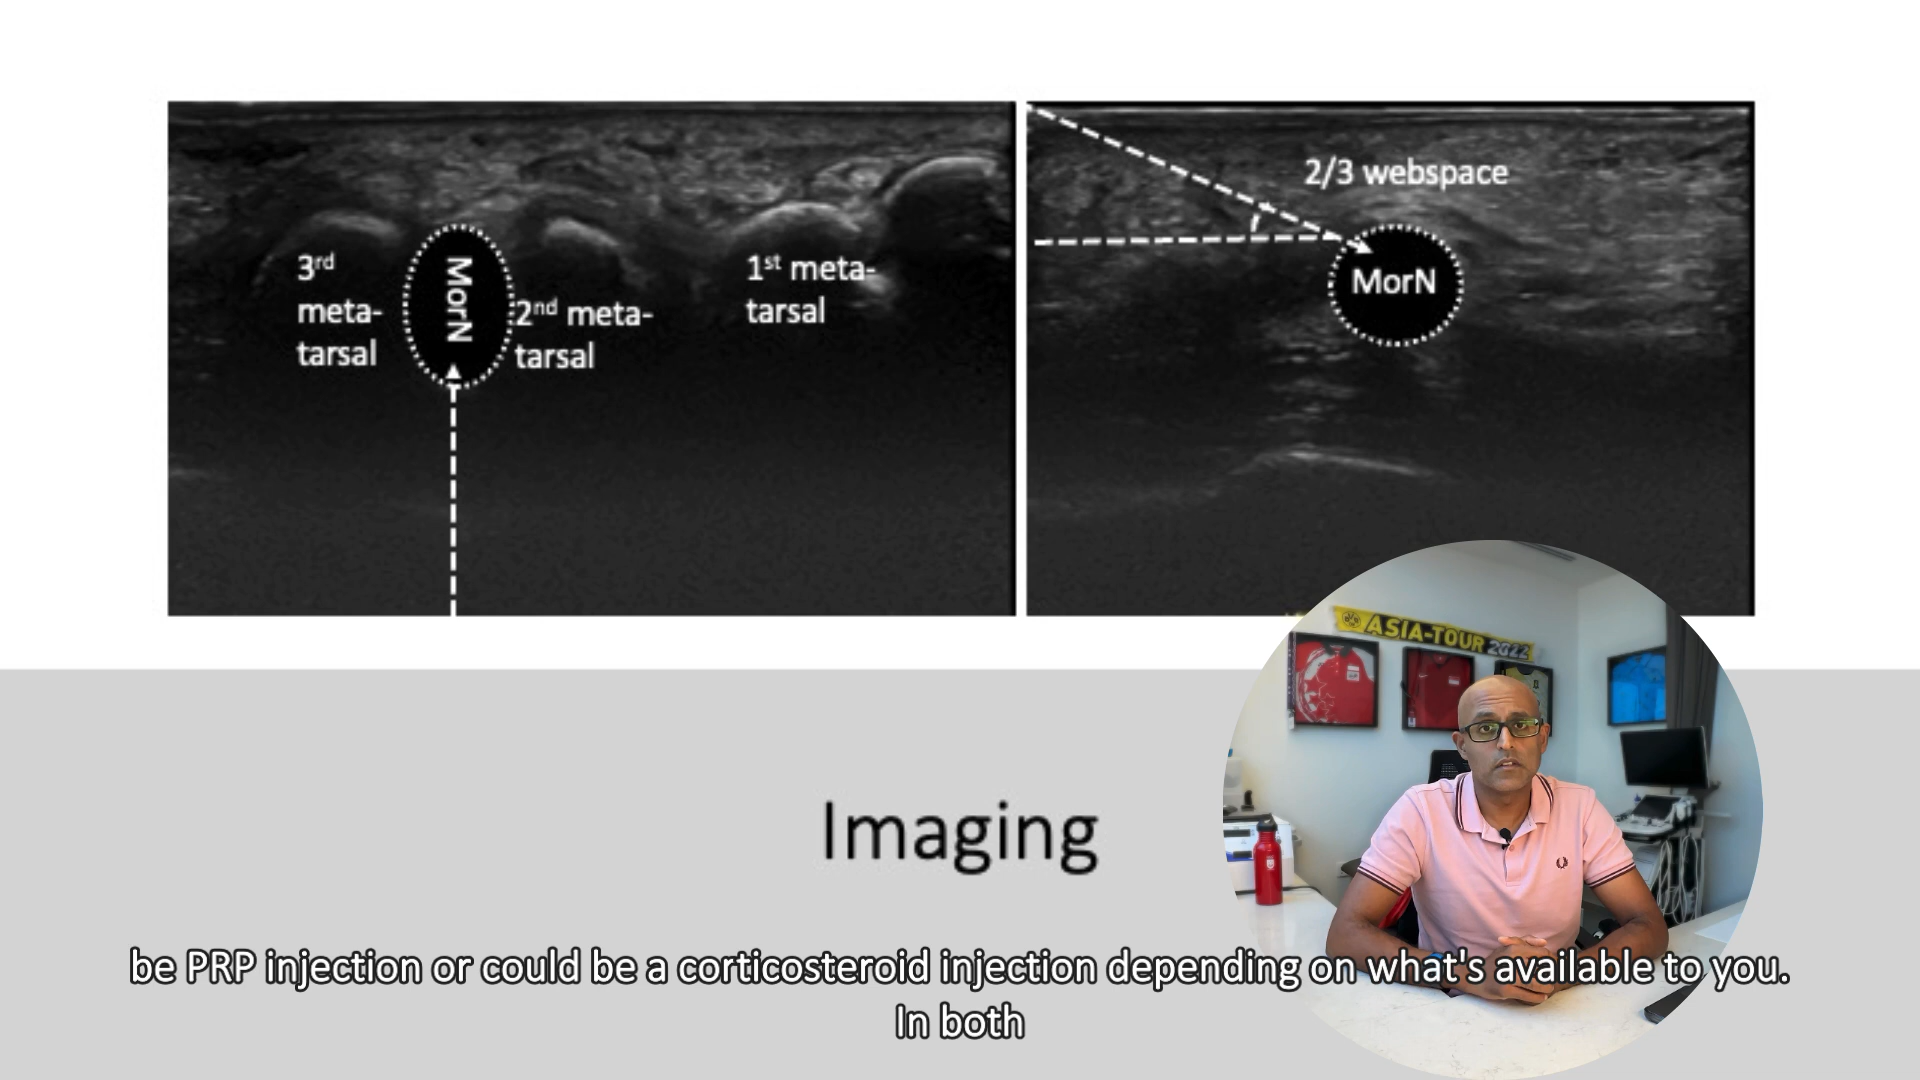 2/3 webspace
3rd
meta-
tarsal
MorN
2nd meta-
tarsal
1st meta-
tarsal
MorN
ASIA-TOUR 2022
Imaging
be PRP injection or could be a corticosteroid injection depending on what's available to you.
In both